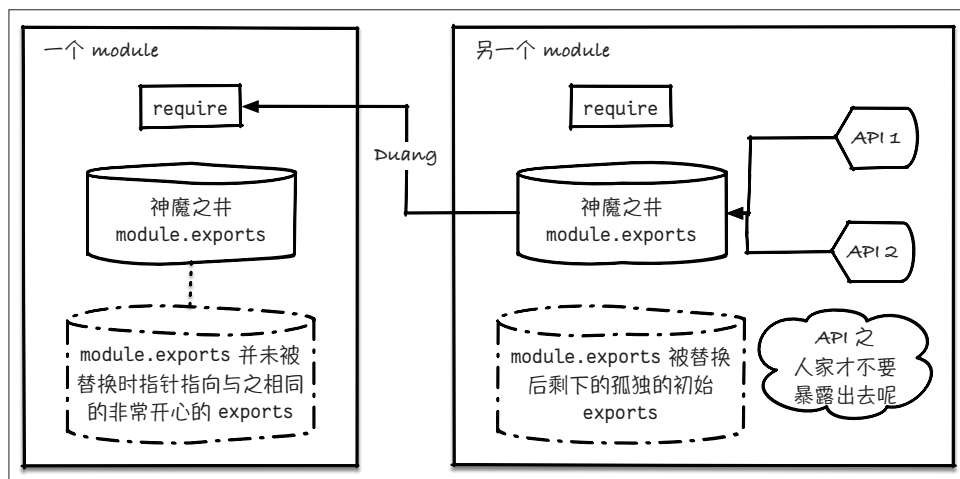 一个 module
require
神魔之井
module.exports
module.exports 并未被
替换时指针指向与之相同
的非常开心的 exports
Duang
另一个 module
require
神魔之井
module.exports
API 1
API 2
module.exports 被替换
后剩下的孤独的初始
exports
API 之
人家才不要
暴露出去呢